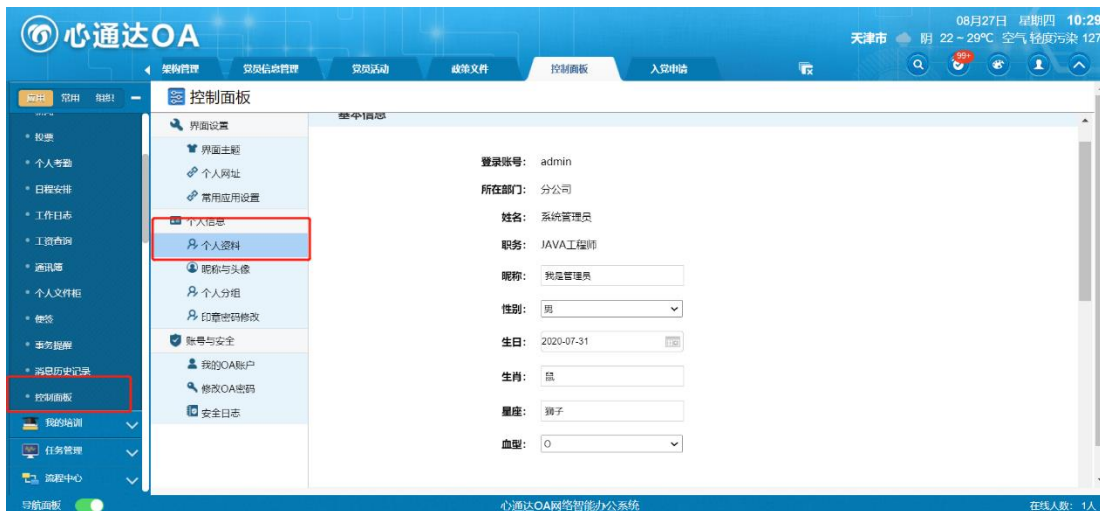 心通达OA
08月27日 星期四 10:29
天津市 阴 22~29℃ 空气轻度污染 127
架构管理 党员信息管理 党员活动 政策文件 控制面板 入党申请
99+
应用 常用 组织
控制面板
基本信息
投票
个人考勤
日程安排
工作日志
工资查询
通讯簿
个人文件柜
便签
事务提醒
消息历史记录
控制面板
我的培训
任务管理
流程中心
界面设置
界面主题
个人网址
常用应用设置
个人信息
个人资料
昵称与头像
个人分组
印章密码修改
账号与安全
我的OA账户
修改OA密码
安全日志
登录账号: admin
所在部门: 分公司
姓名: 系统管理员
职务: JAVA工程师
昵称: 我是管理员
性别: 男
生日: 2020-07-31
生肖: 鼠
星座: 狮子
血型: O
导航面板
心通达OA网络智能办公系统
在线人数: 1人